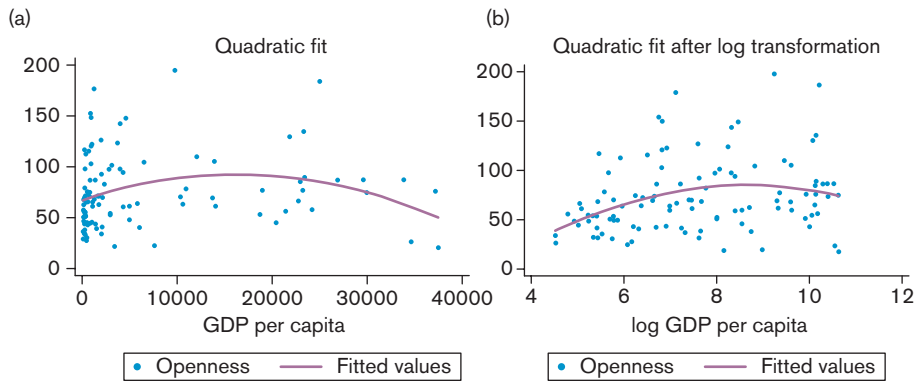 (a)
Quadratic fit
200
150
100
50
0
0 10000 20000 30000 40000
GDP per capita
Openness Fitted values
(b)
Quadratic fit after log transformation
200
150
100
50
0
4 6 8 10 12
log GDP per capita
Openness Fitted values